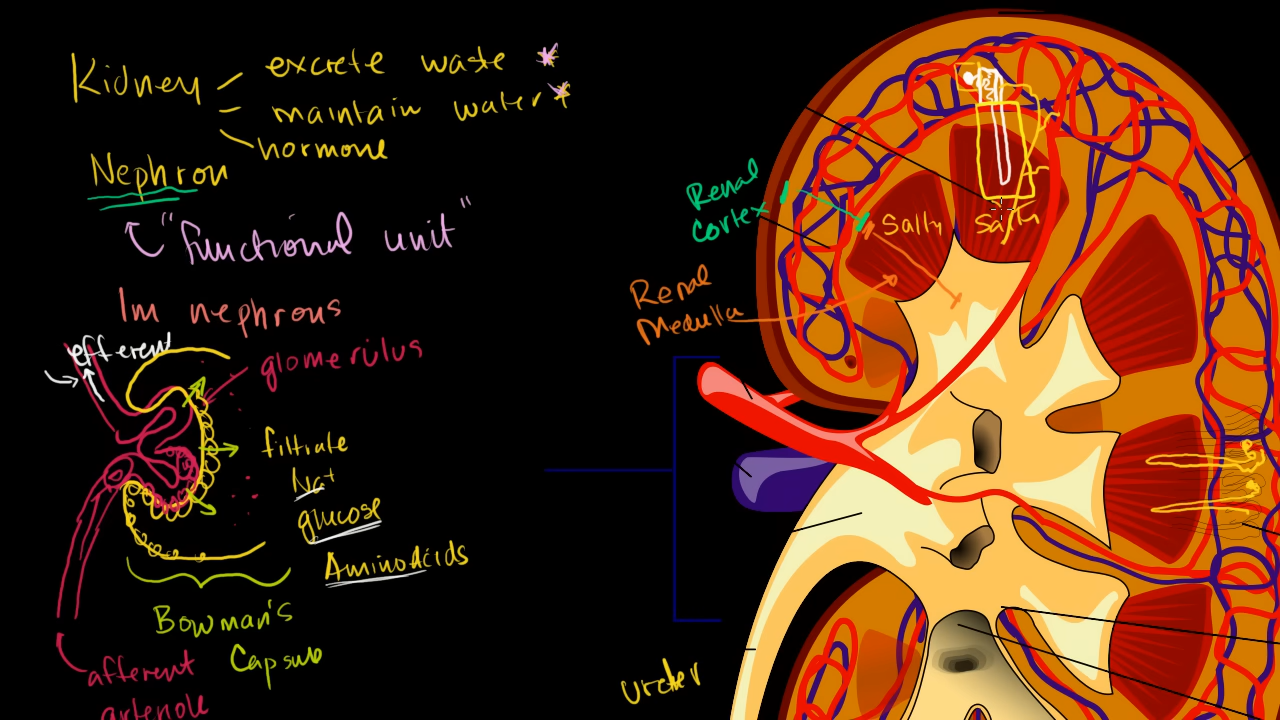 Kidney
excrete waste *
maintain water *
hormone
Nephron
"functional unit"
1m nephrons
efferent
glomerulus
filtrate
Na+
glucose
Amino Acids
Bowman's
Capsule
afferent
arteriole
Renal
Cortex
Renal
Medulla
Salty
Salty
Ureter